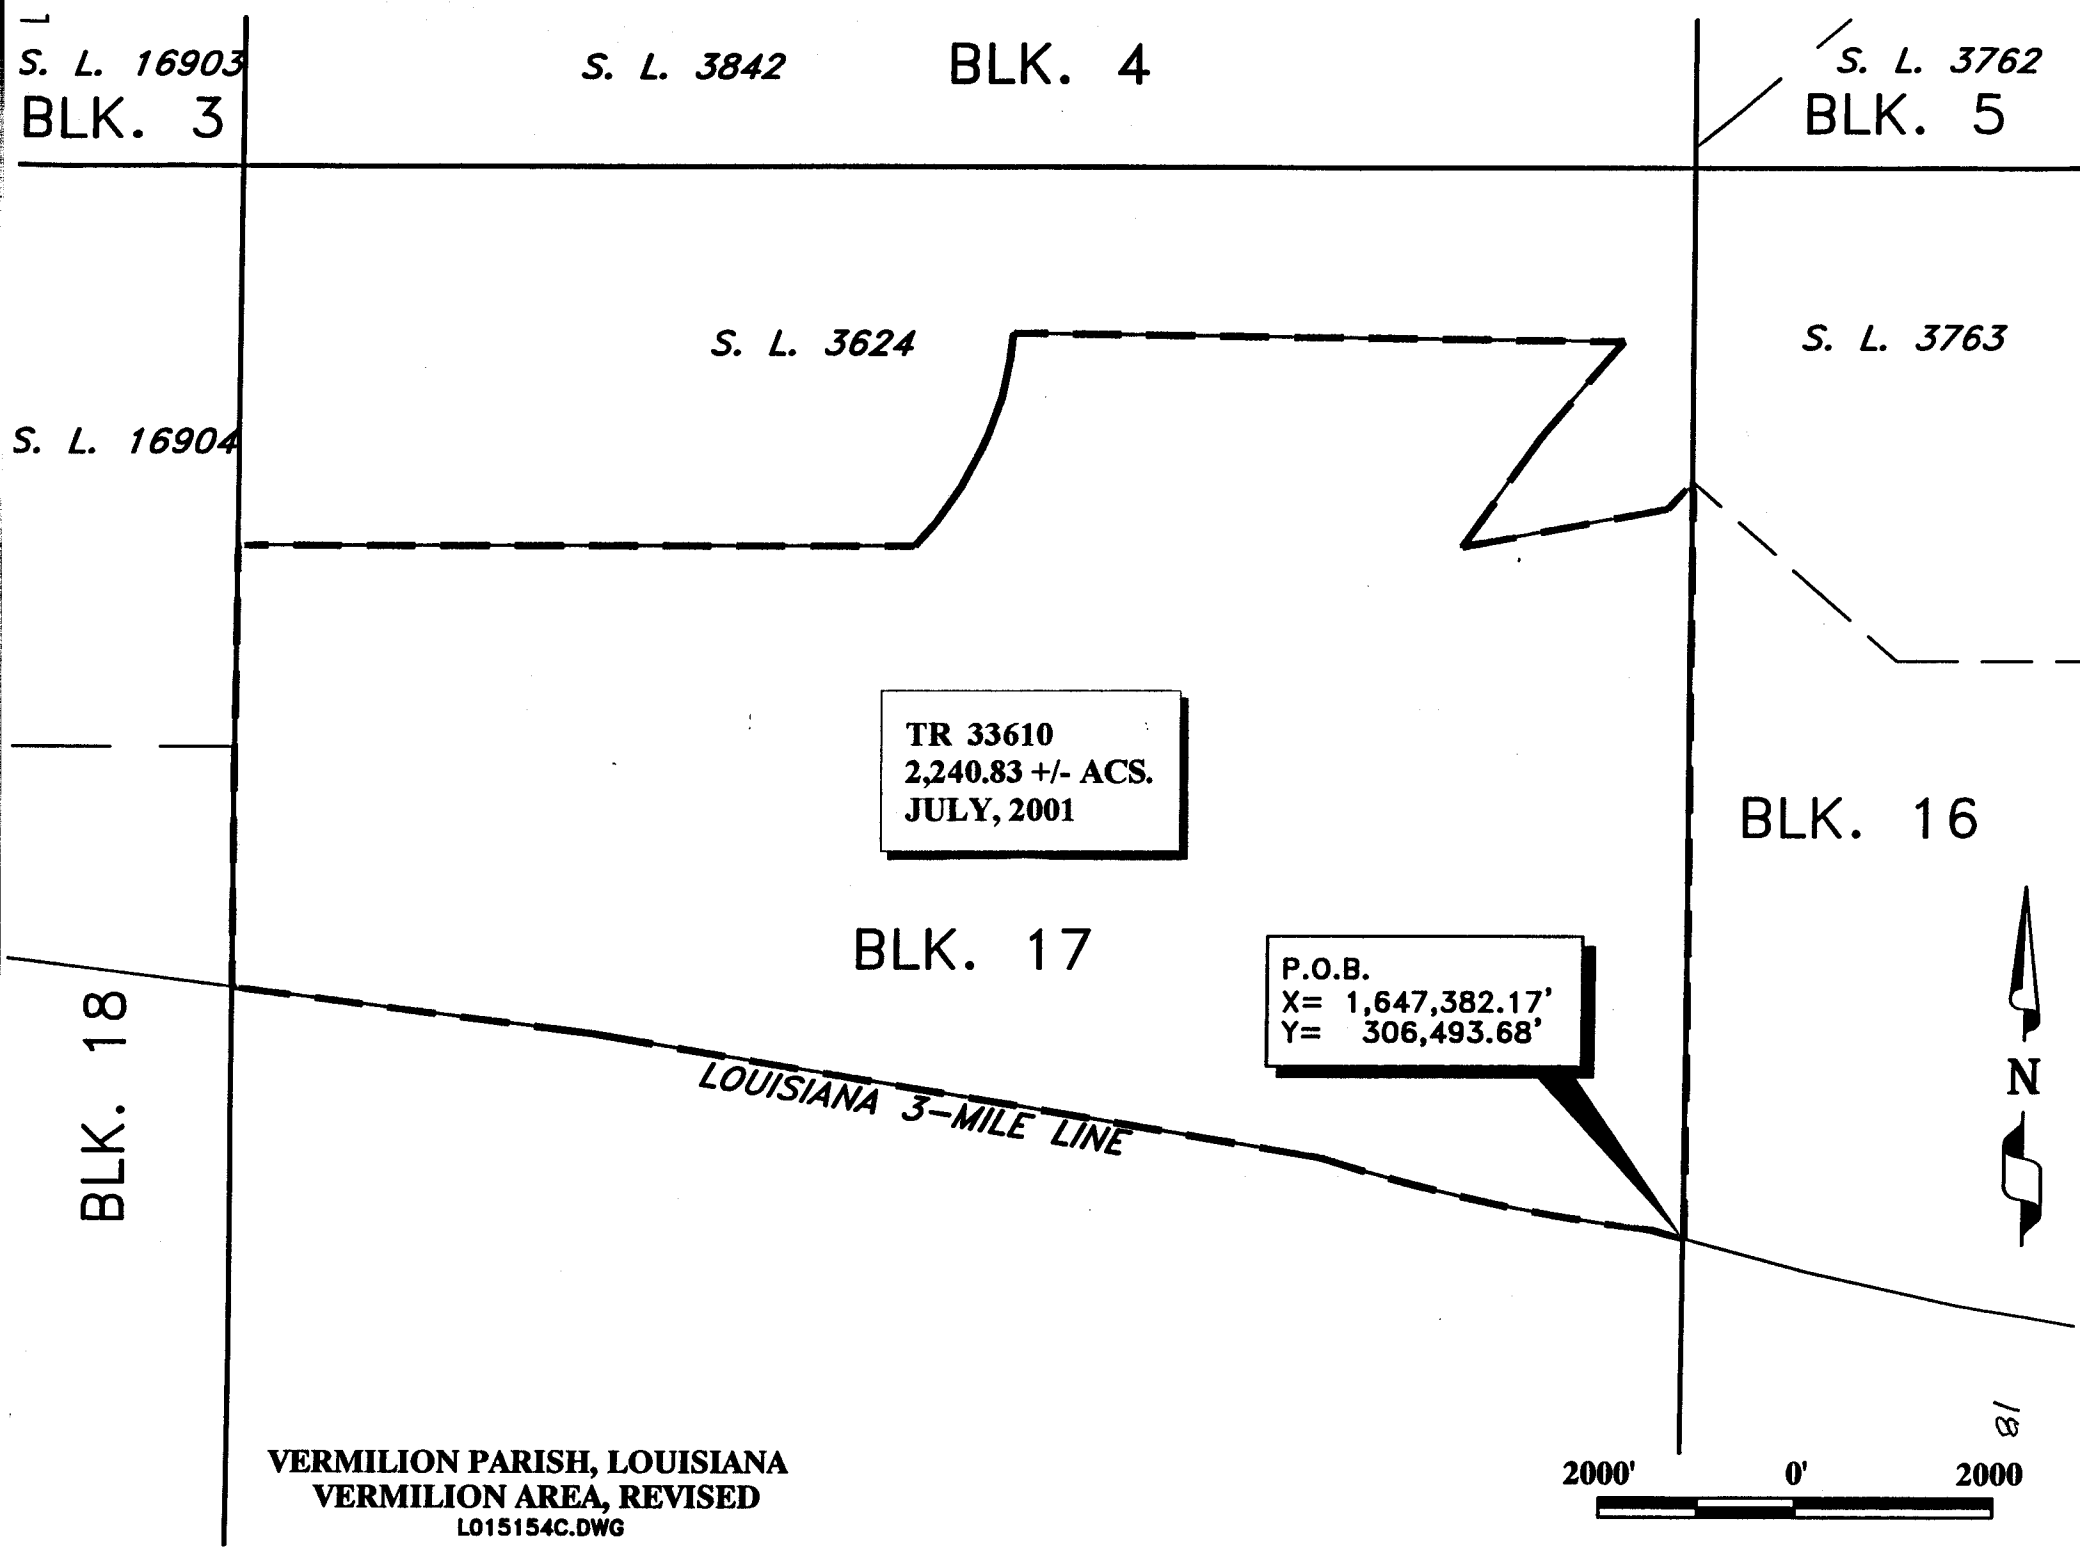 S. L. 16903
BLK. 3
S. L. 3842
BLK. 4
S. L. 3762
BLK. 5
S. L. 3624
S. L. 3763
S. L. 16904
TR 33610
2,240.83 +/- ACS.
JULY, 2001
BLK. 16
BLK. 17
P.O.B.
X= 1,647,382.17'
Y= 306,493.68'
BLK. 18
LOUISIANA 3-MILE LINE
N
18
VERMILION PARISH, LOUISIANA
VERMILION AREA, REVISED
L015154C.DWG
2000' 0' 2000